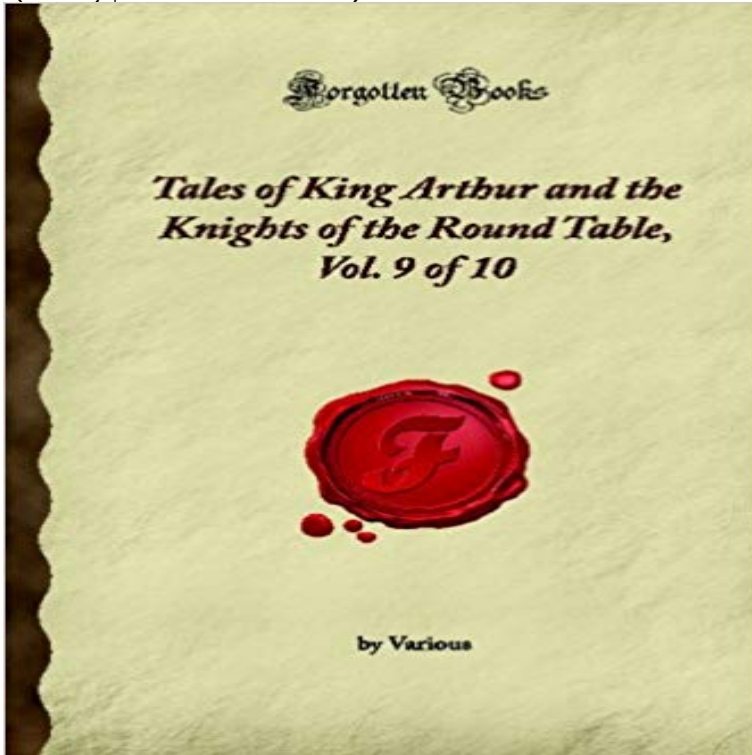 Forgotten Books
Tales of King Arthur and the
Knights of the Round Table,
Vol. 9 of 10
F
by Various